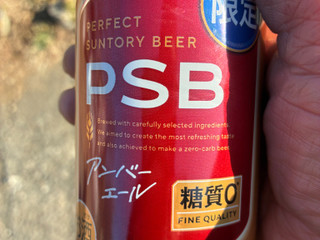 限定
PERFECT
SUNTORY BEER
PSB
Brewed with carefully selected ingredients.
We aimed to create the most refreshing taste
and also achieved to make a zero-carb beer.
アンバー
エール
糖質0
FINE QUALITY